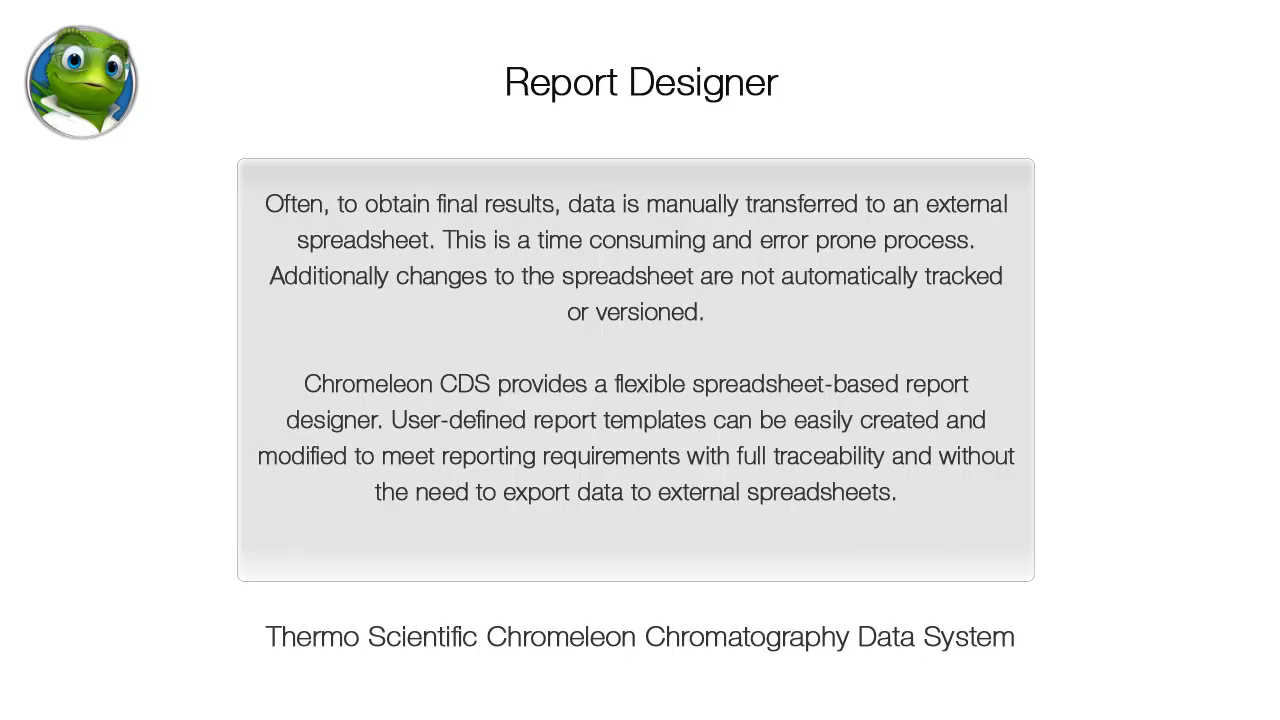 Report Designer
Often, to obtain final results, data is manually transferred to an external
spreadsheet. This is a time consuming and error prone process.
Additionally changes to the spreadsheet are not automatically tracked
or versioned.
Chromeleon CDS provides a flexible spreadsheet-based report
designer. User-defined report templates can be easily created and
modified to meet reporting requirements with full traceability and without
the need to export data to external spreadsheets.
Thermo Scientific Chromeleon Chromatography Data System